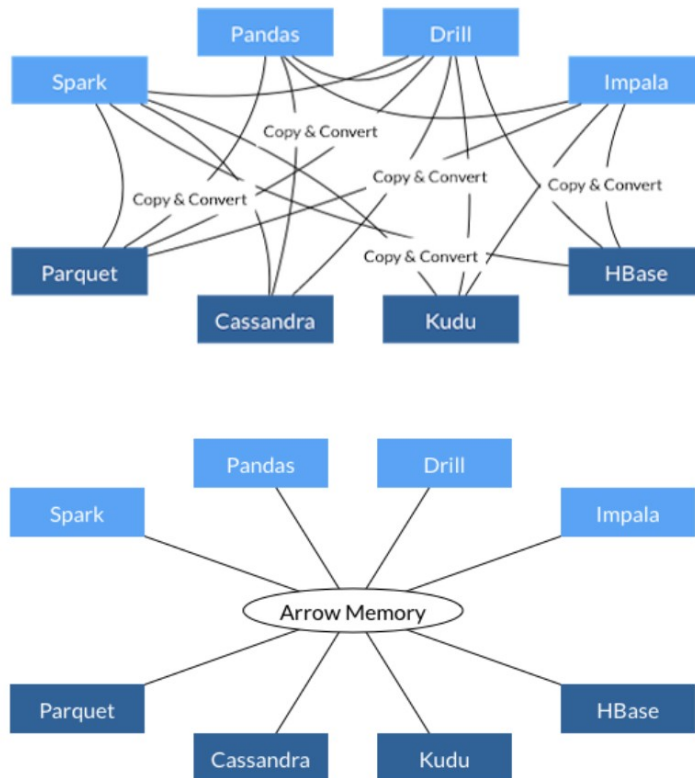 Pandas
Drill
Spark
Impala
Copy & Convert
Copy & Convert
Copy & Convert
Copy & Convert
Copy & Convert
Parquet
HBase
Cassandra
Kudu
Pandas
Drill
Spark
Impala
Arrow Memory
Parquet
HBase
Cassandra
Kudu